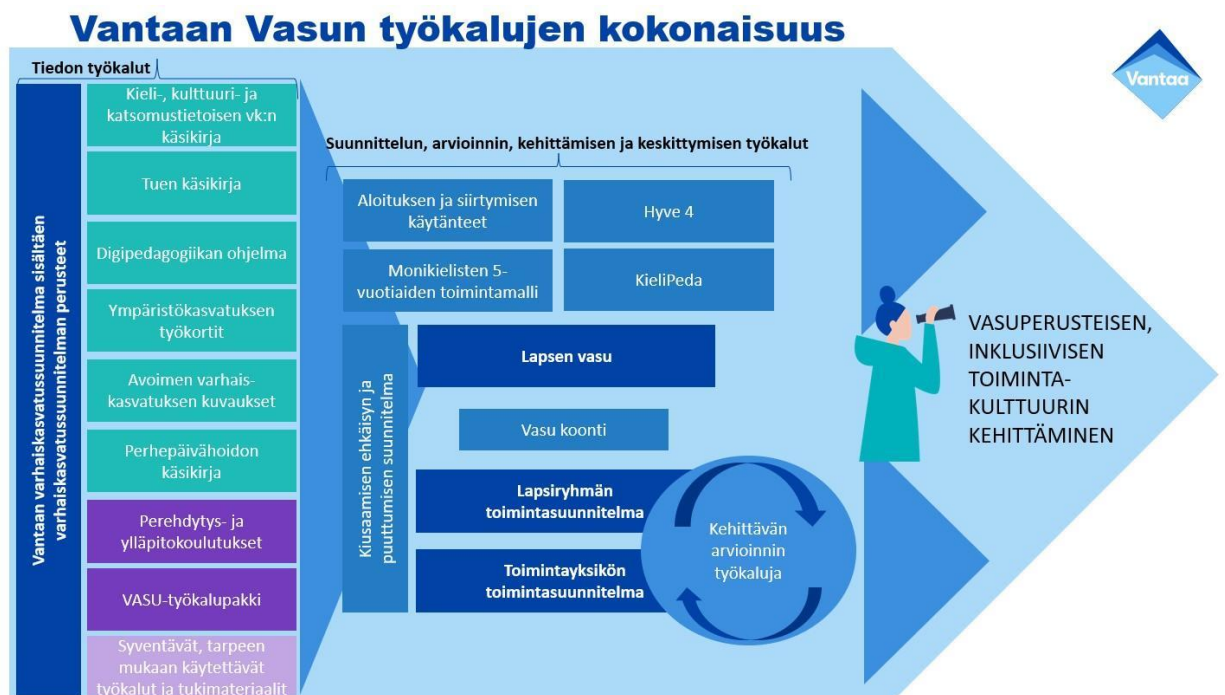 Vantaan Vasun työkalujen kokonaisuus
Vantaa
Tiedon työkalut
Vantaan varhaiskasvatussuunnitelma sisältäen
varhaiskasvatussuunnitelman perusteet
Kieli-, kulttuuri- ja
katsomustietoisen vk:n
käsikirja
Tuen käsikirja
Digipedagogiikan ohjelma
Ympäristökasvatuksen
työkortit
Avoimen varhais-
kasvatuksen kuvaukset
Perhepäivähoidon
käsikirja
Perehdytys- ja
ylläpitokoulutukset
VASU-työkalupakki
Syventävät, tarpeen
mukaan käytettävät
työkalut ja tukimateriaalit
Suunnittelun, arvioinnin, kehittämisen ja keskittymisen työkalut
Aloituksen ja siirtymisen
käytänteet
Hyve 4
Monikielisten 5-
vuotiaiden toimintamalli
KieliPeda
Kiusaamisen ehkäisyn ja
puuttumisen suunnitelma
Lapsen vasu
Vasu koonti
Lapsiryhmän
toimintasuunnitelma
Toimintayksikön
toimintasuunnitelma
Kehittävän
arvioinnin
työkaluja
VASUPERUSTEISEN,
INKLUSIIVISEN
TOIMINTA-
KULTTUURIN
KEHITTÄMINEN